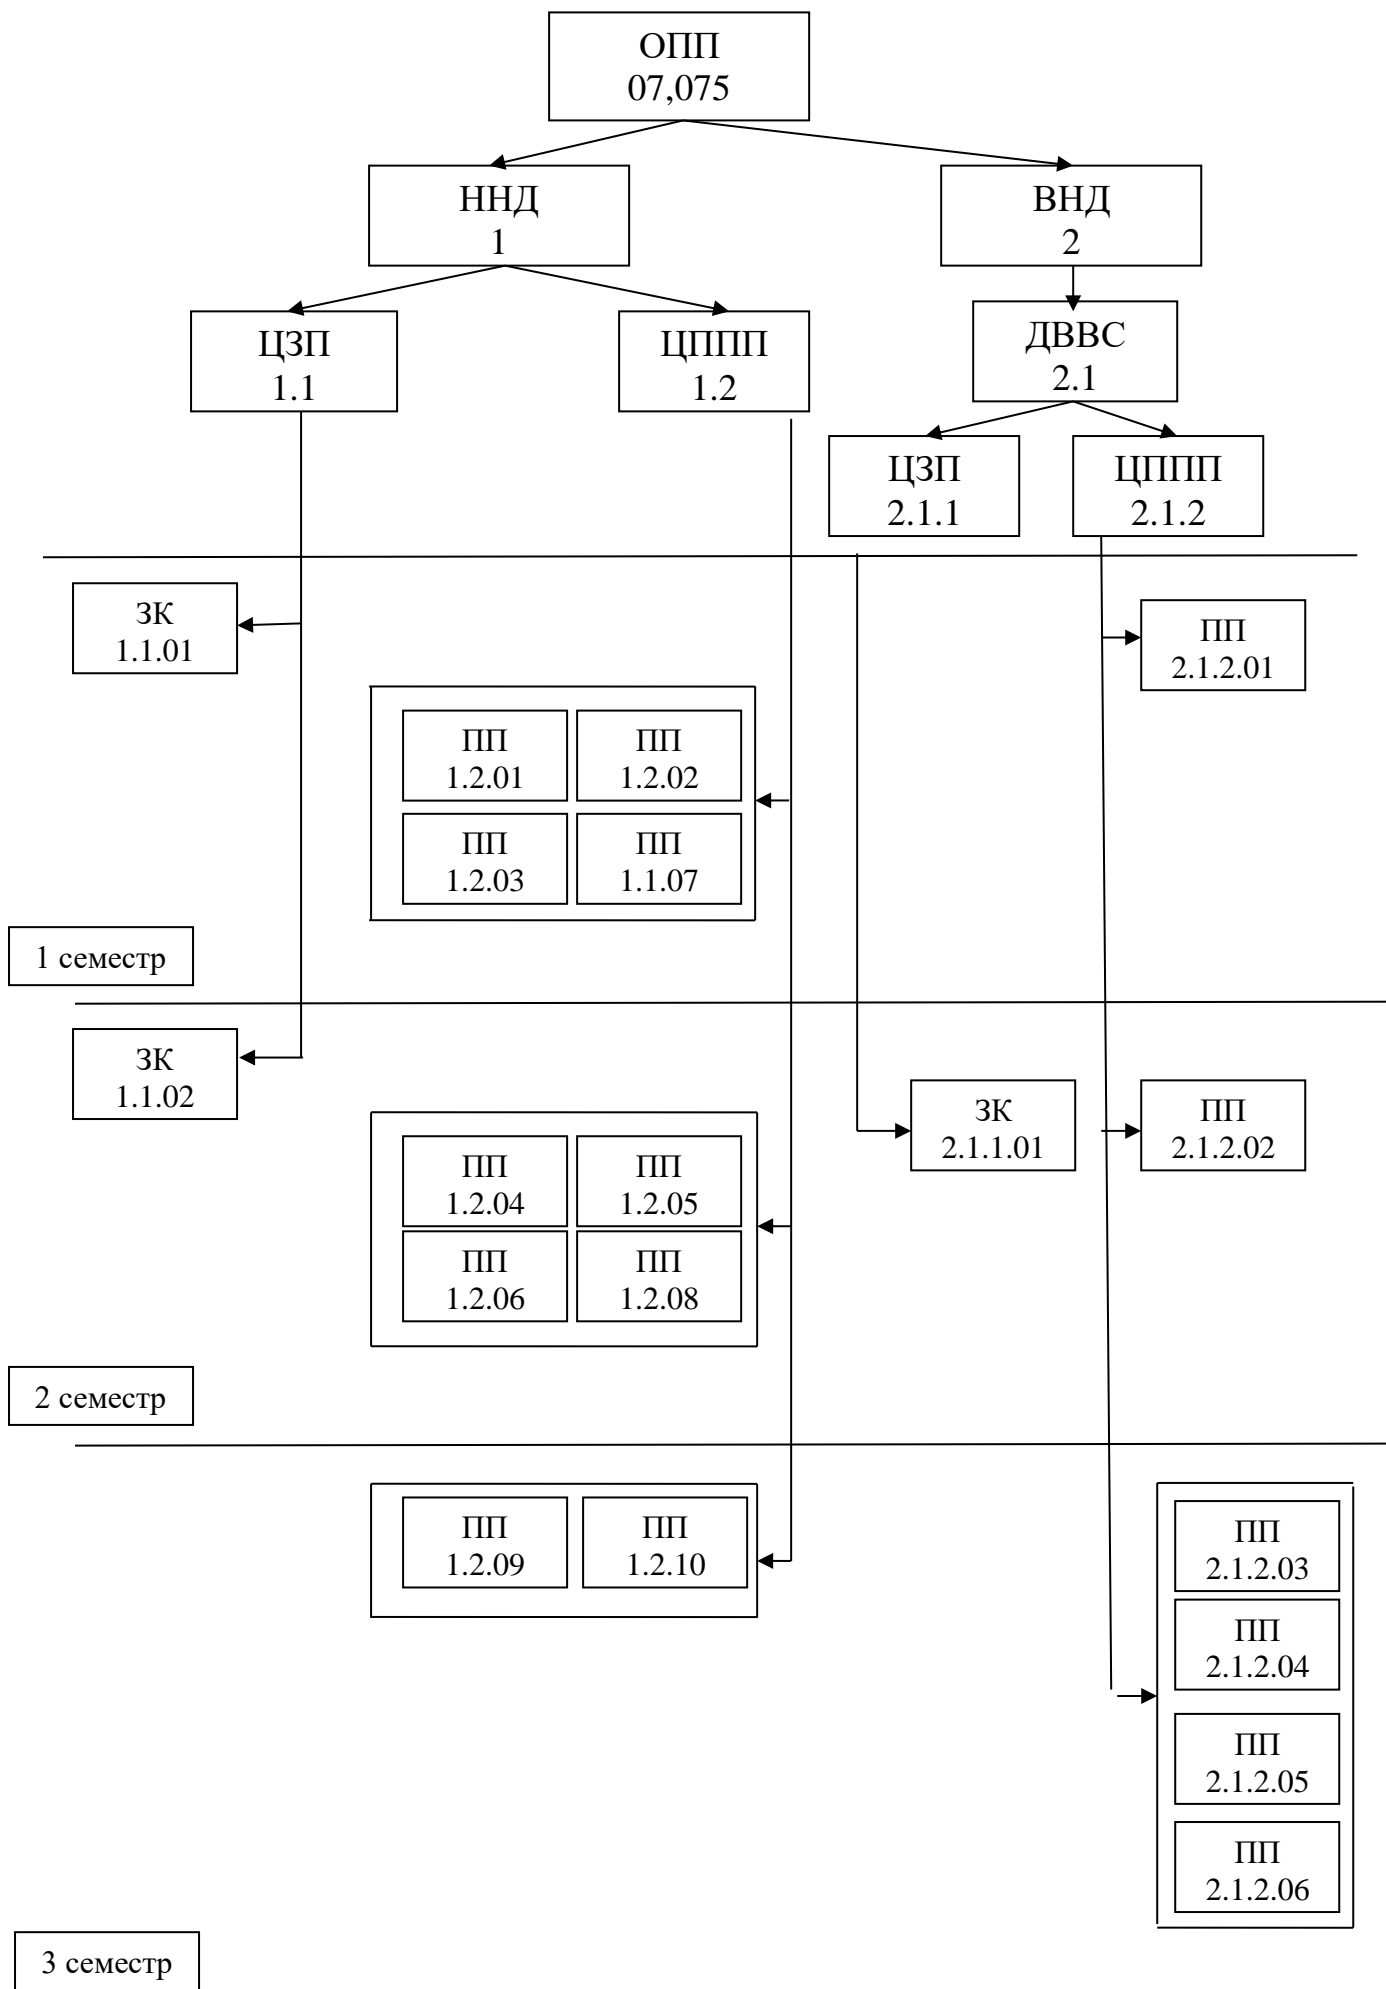 ОПП
07,075
ННД
1
ВНД
2
ЦЗП
1.1
ЦППП
1.2
ДВВС
2.1
ЦЗП
2.1.1
ЦППП
2.1.2
ЗК
1.1.01
ПП
2.1.2.01
ПП
1.2.01
ПП
1.2.02
ПП
1.2.03
ПП
1.1.07
1 семестр
ЗК
1.1.02
ЗК
2.1.1.01
ПП
2.1.2.02
ПП
1.2.04
ПП
1.2.05
ПП
1.2.06
ПП
1.2.08
2 семестр
ПП
1.2.09
ПП
1.2.10
ПП
2.1.2.03
ПП
2.1.2.04
ПП
2.1.2.05
ПП
2.1.2.06
3 семестр